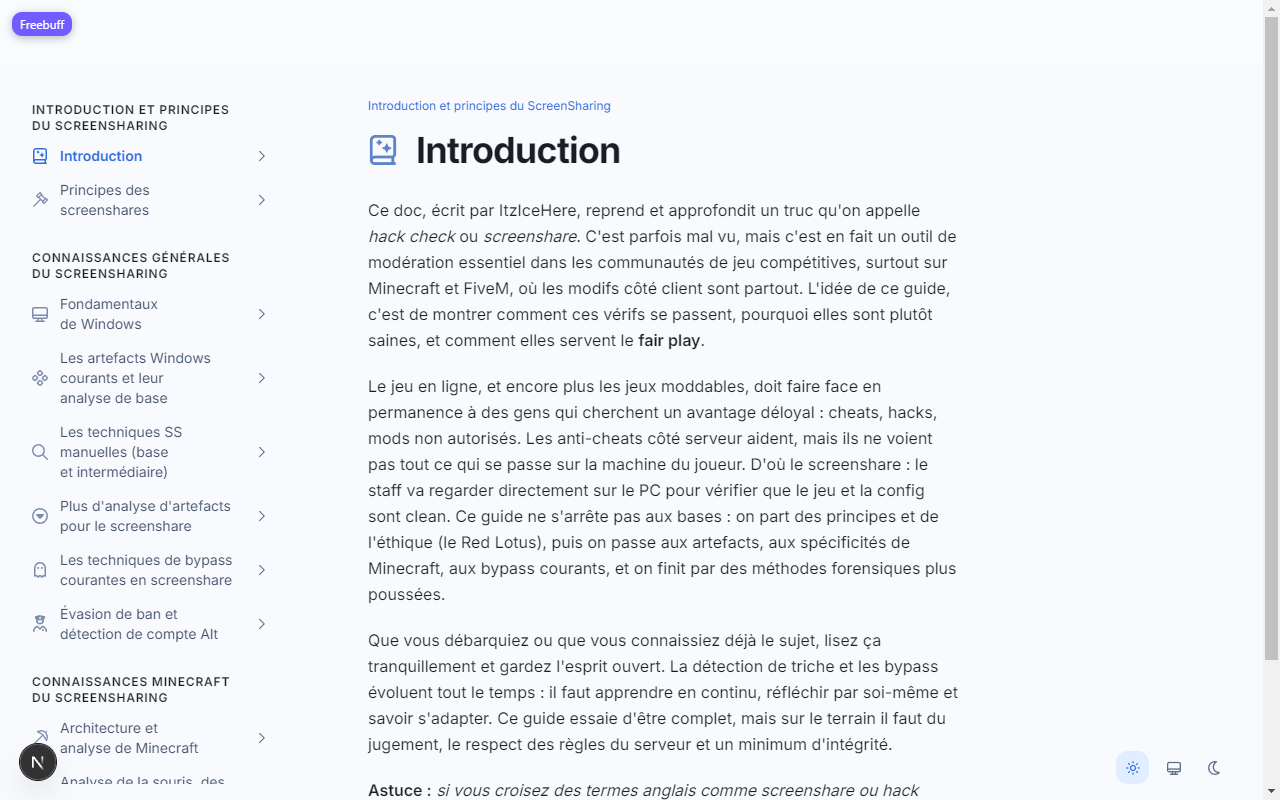 Freebuff
INTRODUCTION ET PRINCIPES
DU SCREENSHARING
Introduction
Principes des
screenshares
CONNAISSANCES GÉNÉRALES
DU SCREENSHARING
Fondamentaux
de Windows
Les artefacts Windows
courants et leur
analyse de base
Les techniques SS
manuelles (base
et intermédiaire)
Plus d'analyse d'artefacts
pour le screenshare
Les techniques de bypass
courantes en screenshare
Évasion de ban et
détection de compte Alt
CONNAISSANCES MINECRAFT
DU SCREENSHARING
Architecture et
analyse de Minecraft
Analyse de la souris, des
N
Introduction et principes du ScreenSharing
Introduction
Ce doc, écrit par ItzIceHere, reprend et approfondit un truc qu'on appelle
hack check ou screenshare. C'est parfois mal vu, mais c'est en fait un outil de
modération essentiel dans les communautés de jeu compétitives, surtout sur
Minecraft et FiveM, où les modifs côté client sont partout. L'idée de ce guide,
c'est de montrer comment ces vérifs se passent, pourquoi elles sont plutôt
saines, et comment elles servent le fair play.
Le jeu en ligne, et encore plus les jeux moddables, doit faire face en
permanence à des gens qui cherchent un avantage déloyal : cheats, hacks,
mods non autorisés. Les anti-cheats côté serveur aident, mais ils ne voient
pas tout ce qui se passe sur la machine du joueur. D'où le screenshare : le
staff va regarder directement sur le PC pour vérifier que le jeu et la config
sont clean. Ce guide ne s'arrête pas aux bases : on part des principes et de
l'éthique (le Red Lotus), puis on passe aux artefacts, aux spécificités de
Minecraft, aux bypass courants, et on finit par des méthodes forensiques plus
poussées.
Que vous débarquiez ou que vous connaissiez déjà le sujet, lisez ça
tranquillement et gardez l'esprit ouvert. La détection de triche et les bypass
évoluent tout le temps : il faut apprendre en continu, réfléchir par soi-même et
savoir s'adapter. Ce guide essaie d'être complet, mais sur le terrain il faut du
jugement, le respect des règles du serveur et un minimum d'intégrité.
Astuce : si vous croisez des termes anglais comme screenshare ou hack